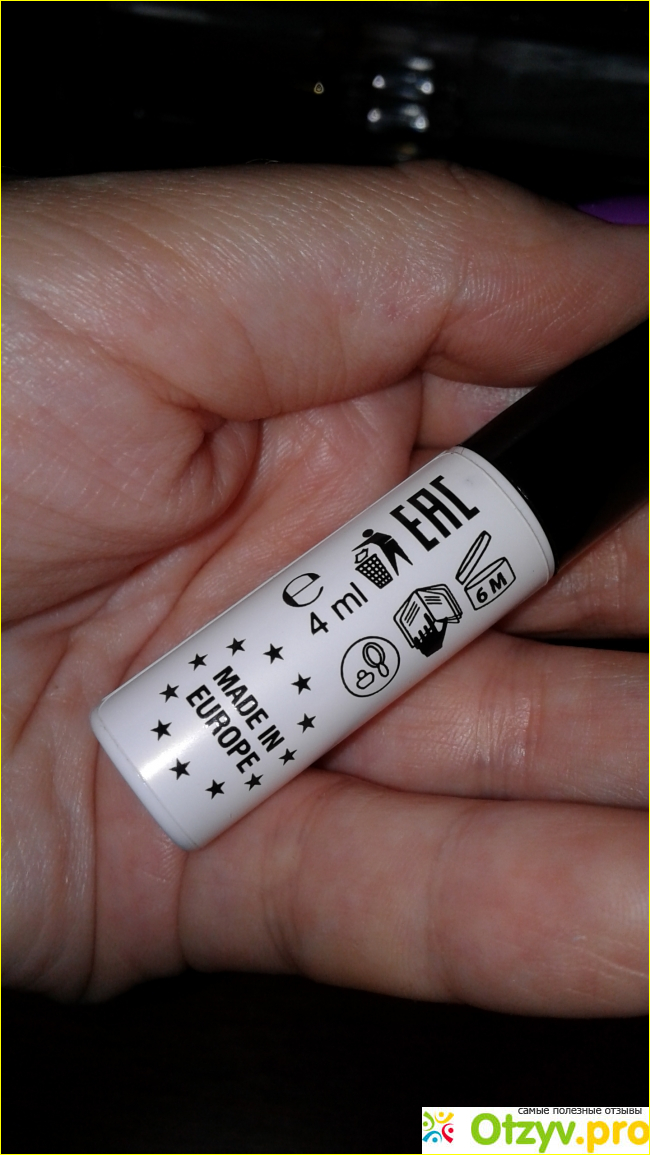 EAC
℮ 4 ml
6 M
MADE IN
EUROPE
самые полезные отзывы
Otzyv.pro